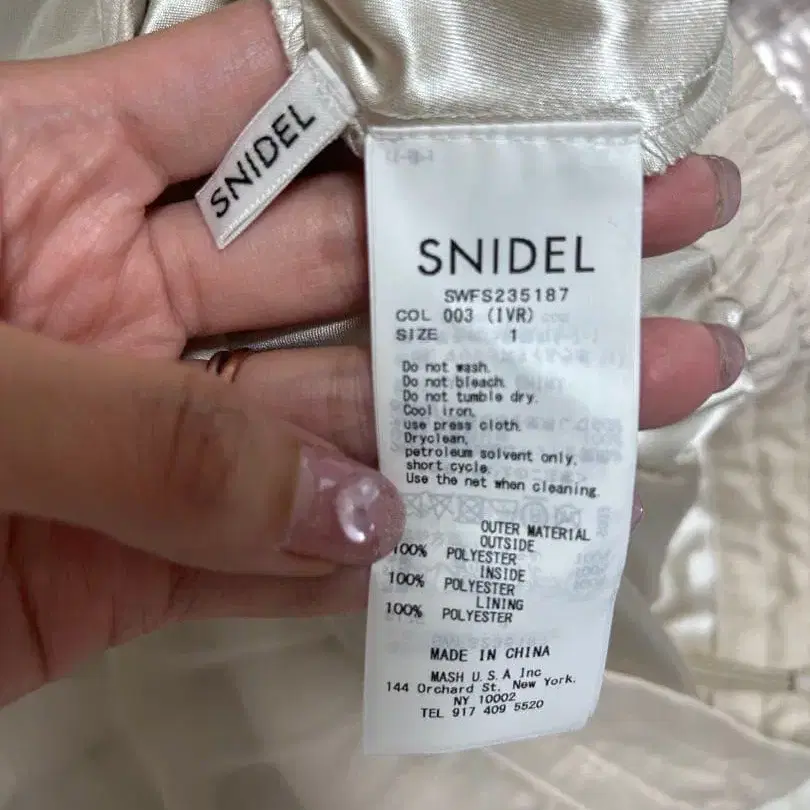 SNIDEL
SNIDEL
SWFS235187
COL 003 (IVR)
SIZE 1
Do not wash.
Do not bleach.
Do not tumble dry.
Cool iron.
use press cloth.
Dryclean,
petroleum solvent only,
short cycle.
Use the net when cleaning.
OUTER MATERIAL
OUTSIDE
100% POLYESTER
INSIDE
100% POLYESTER
LINING
100% POLYESTER
MADE IN CHINA
MASH U.S.A Inc
144 Orchard St. New York.
NY 10002
TEL 917 409 5520